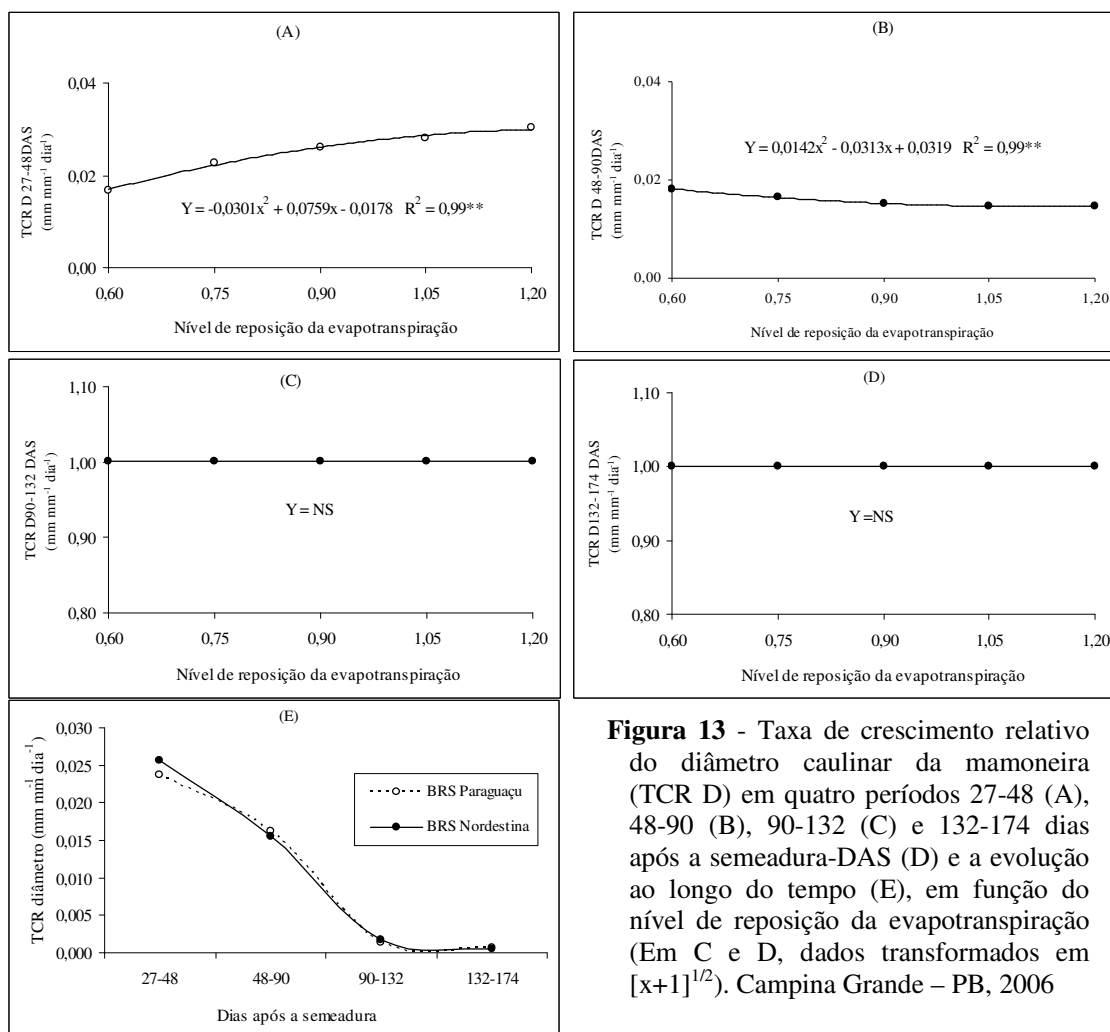 (A)
TCR D 27-48DAS
(mm mm⁻¹ dia⁻¹)
0,04
0,02
0,00
Y = -0,0301x² + 0,0759x - 0,0178 R² = 0,99**
0,60 0,75 0,90 1,05 1,20
Nível de reposição da evapotranspiração
(B)
TCR D 48-90DAS
(mm mm⁻¹ dia⁻¹)
0,04
0,02
0,00
Y = 0,0142x² - 0,0313x + 0,0319 R² = 0,99**
0,60 0,75 0,90 1,05 1,20
Nível de reposição da evapotranspiração
(C)
TCR D90-132 DAS
(mm mm⁻¹ dia⁻¹)
1,10
1,00
0,90
0,80
Y = NS
0,60 0,75 0,90 1,05 1,20
Nível de reposição da evapotranspiração
(D)
TCR D132-174 DAS
(mm mm⁻¹ dia⁻¹)
1,10
1,00
0,90
0,80
Y =NS
0,60 0,75 0,90 1,05 1,20
Nível de reposição da evapotranspiração
(E)
TCR diâmetro (mm mm⁻¹ dia⁻¹)
0,030
0,025
0,020
0,015
0,010
0,005
0,000
BRS Paraguaçu
BRS Nordestina
27-48 48-90 90-132 132-174
Dias após a semeadura
Figura 13 - Taxa de crescimento relativo
do diâmetro caulinar da mamoneira
(TCR D) em quatro períodos 27-48 (A),
48-90 (B), 90-132 (C) e 132-174 dias
após a semeadura-DAS (D) e a evolução
ao longo do tempo (E), em função do
nível de reposição da evapotranspiração
(Em C e D, dados transformados em
[x+1]^1/2). Campina Grande – PB, 2006